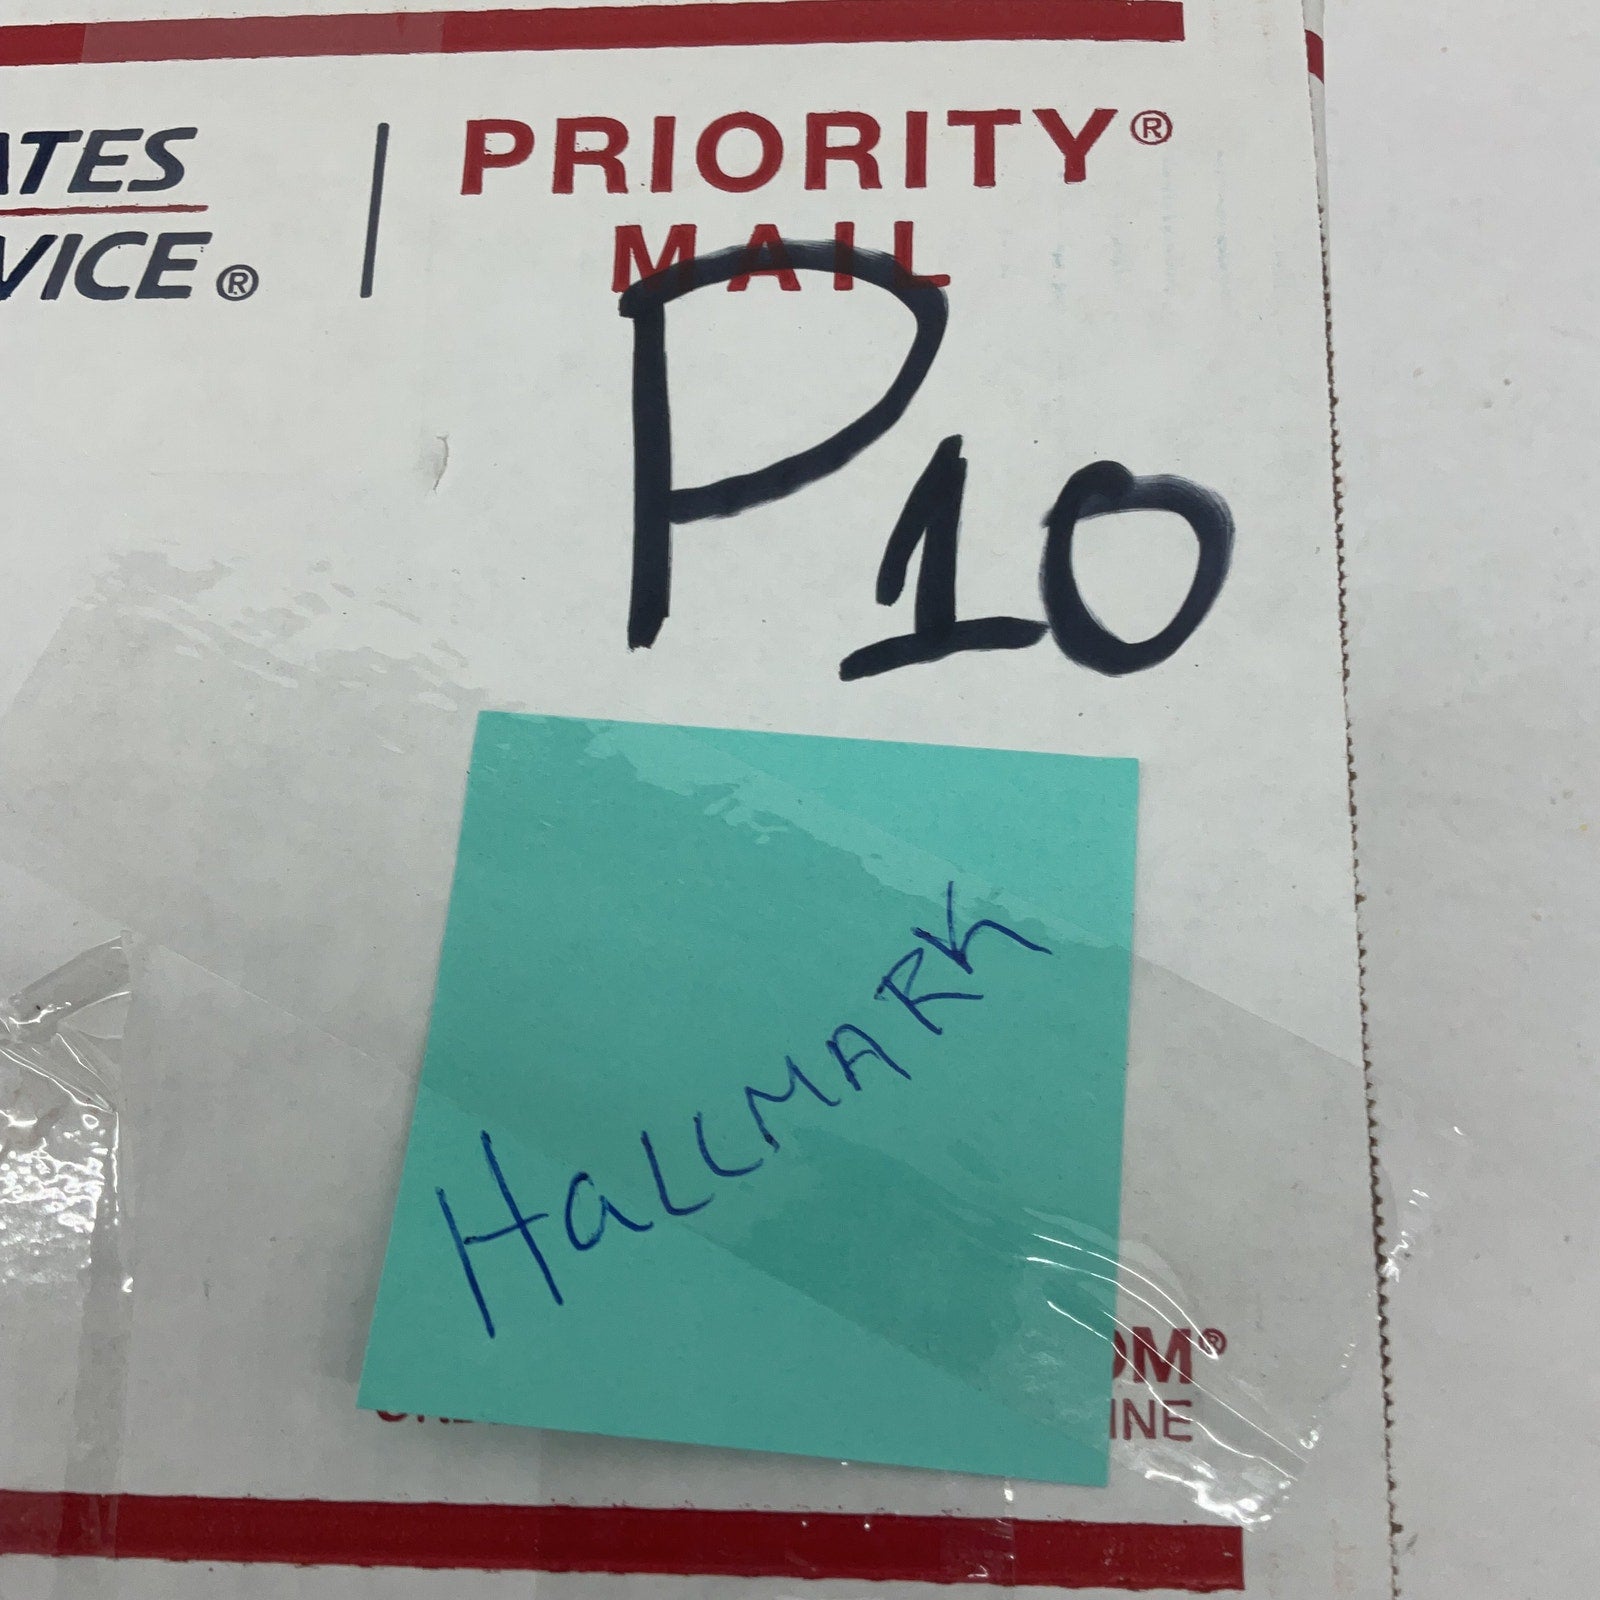 ATES
VICE®
PRIORITY®
MAIL
P10
HaLLMARK
OM®
INE